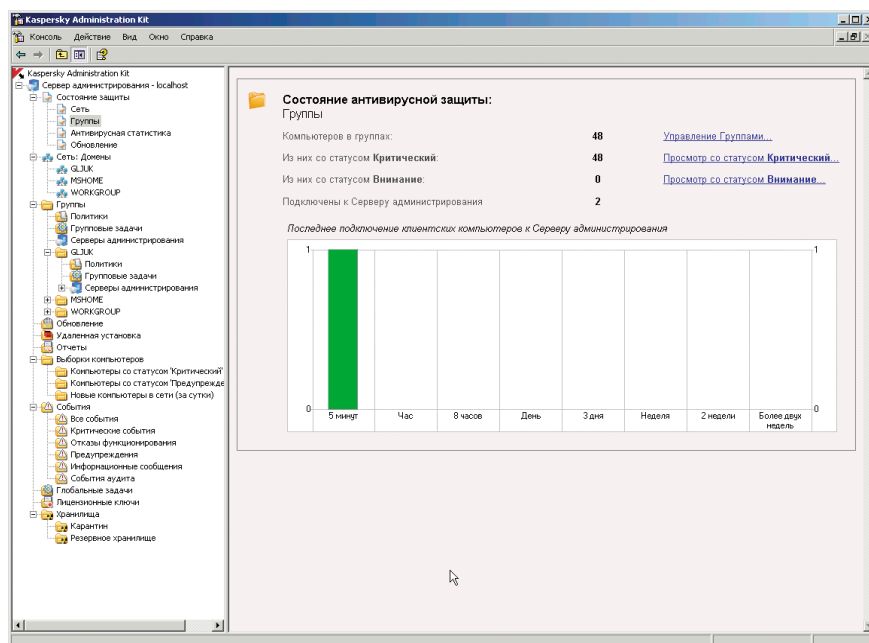 Kaspersky Administration Kit
Консоль Действие Вид Окно Справка
Kaspersky Administration Kit
Сервер администрирования - localhost
Состояние защиты
Сеть
Группы
Антивирусная статистика
Обновление
Сеть: Домены
GLJUK
MSHOME
WORKGROUP
Группы
Политики
Групповые задачи
Серверы администрирования
GLJUK
Политики
Групповые задачи
Серверы администрирования
MSHOME
WORKGROUP
Обновление
Удаленная установка
Отчеты
Выборки компьютеров
Компьютеры со статусом 'Критический'
Компьютеры со статусом 'Предупрежде
Новые компьютеры в сети (за сутки)
События
Все события
Критические события
Отказы функционирования
Предупреждения
Информационные сообщения
События аудита
Глобальные задачи
Лицензионные ключи
Хранилища
Карантин
Резервное хранилище
Состояние антивирусной защиты:
Группы
Компьютеров в группах: 48 Управление Группами...
Из них со статусом Критический: 48 Просмотр со статусом Критический...
Из них со статусом Внимание: 0 Просмотр со статусом Внимание...
Подключены к Серверу администрирования 2
Последнее подключение клиентских компьютеров к Серверу администрирования
1 1
0 0
5 минут Час 8 часов День 3 дня Неделя 2 недели Более двух
недель